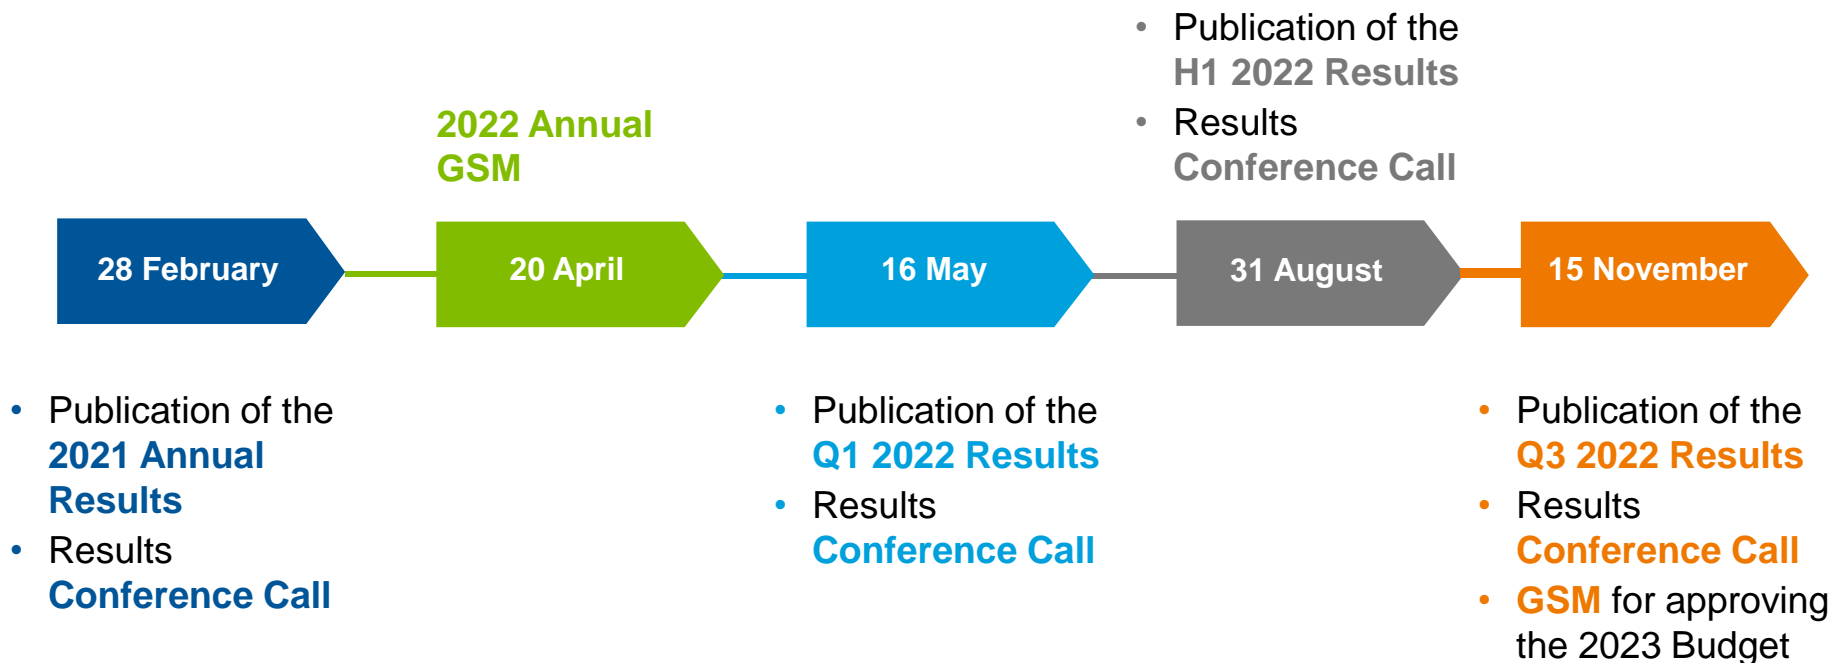 • Publication of the
H1 2022 Results
• Results
Conference Call
2022 Annual
GSM
28 February
20 April
16 May
31 August
15 November
• Publication of the
2021 Annual
Results
• Results
Conference Call
• Publication of the
Q1 2022 Results
• Results
Conference Call
• Publication of the
Q3 2022 Results
• Results
Conference Call
• GSM for approving
the 2023 Budget